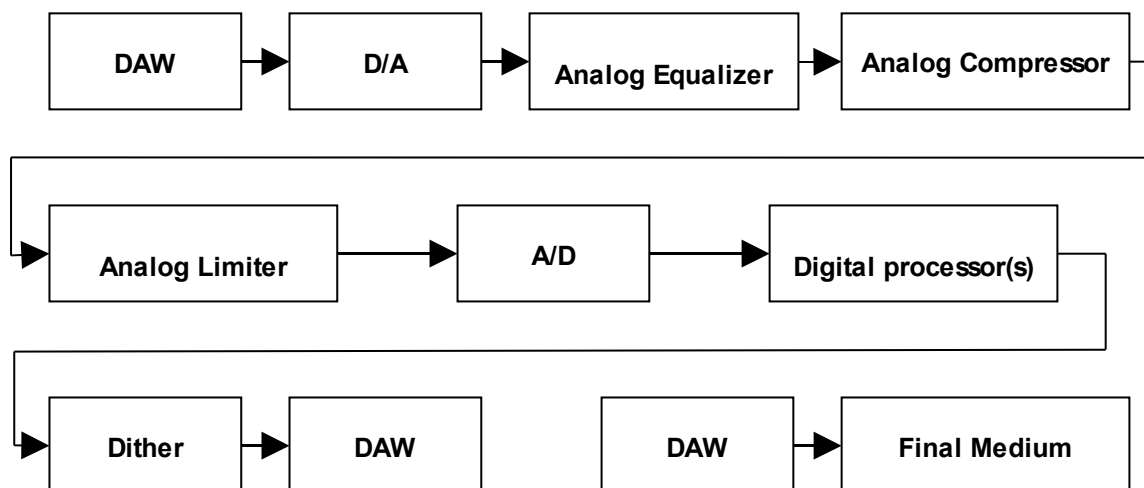 DAW
D/A
Analog Equalizer
Analog Compressor
Analog Limiter
A/D
Digital processor(s)
Dither
DAW
DAW
Final Medium